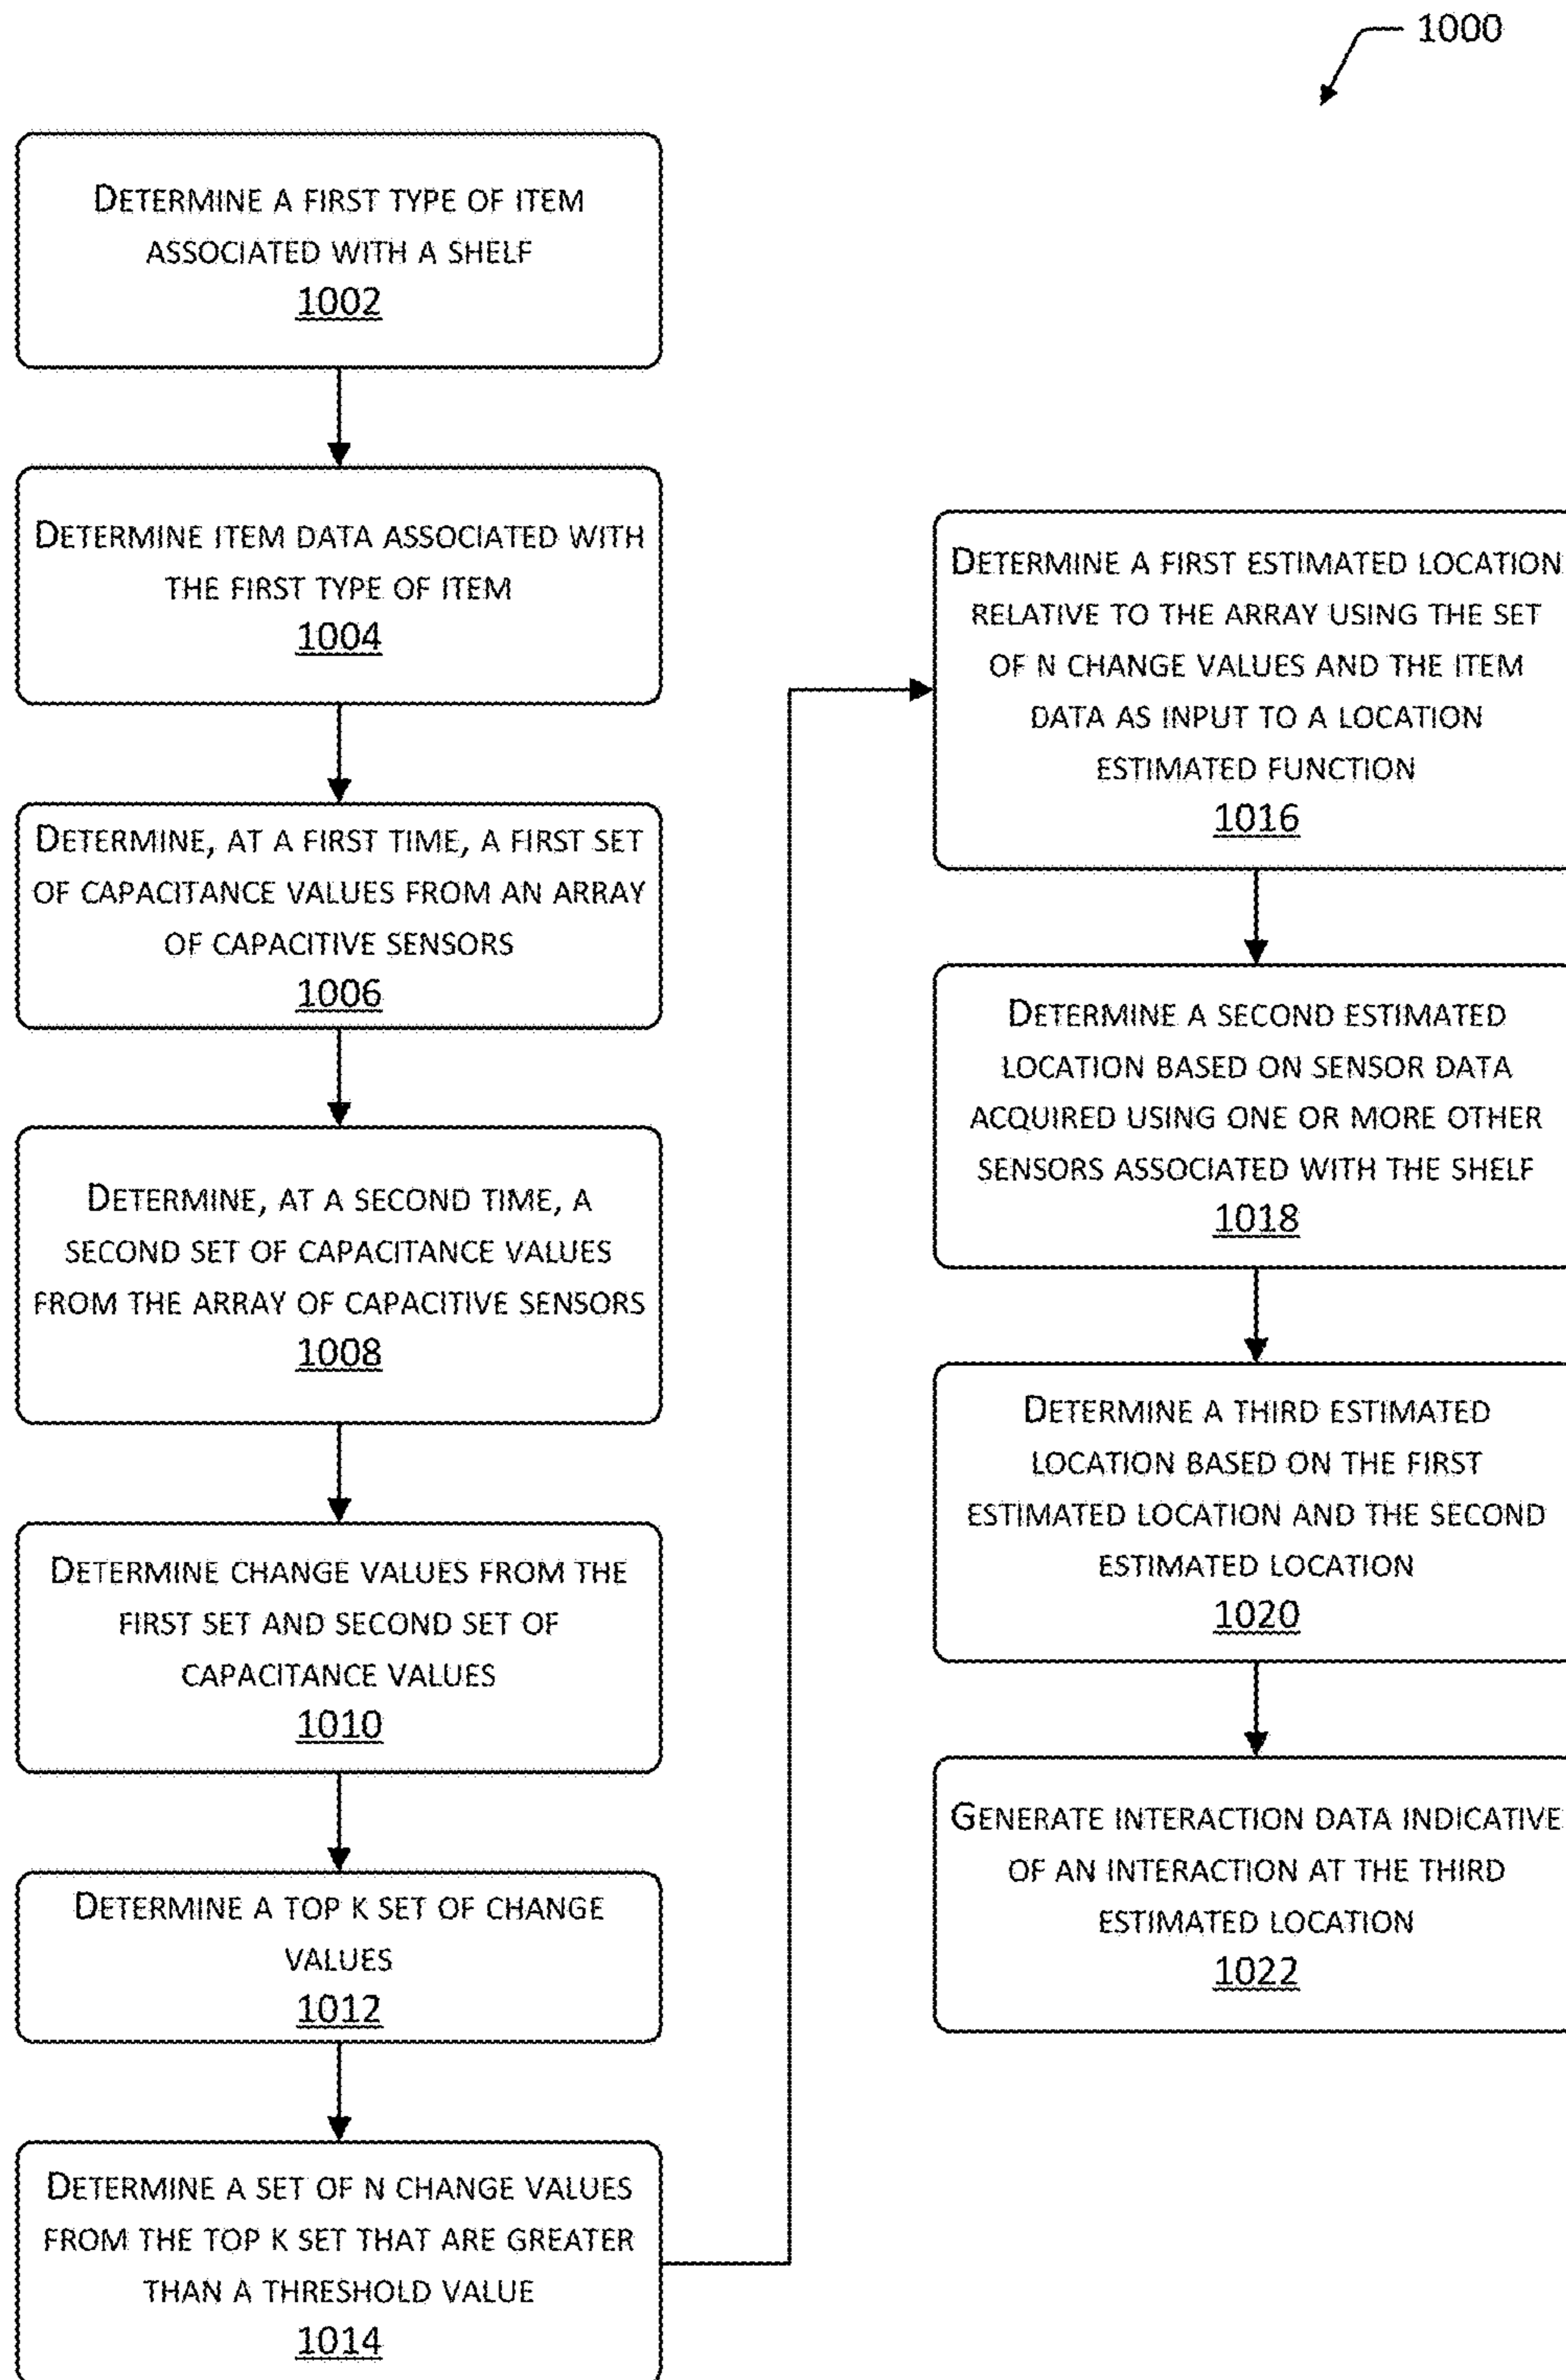 1000
DETERMINE A FIRST TYPE OF ITEM
ASSOCIATED WITH A SHELF
1002
DETERMINE ITEM DATA ASSOCIATED WITH
THE FIRST TYPE OF ITEM
1004
DETERMINE, AT A FIRST TIME, A FIRST SET
OF CAPACITANCE VALUES FROM AN ARRAY
OF CAPACITIVE SENSORS
1006
DETERMINE, AT A SECOND TIME, A
SECOND SET OF CAPACITANCE VALUES
FROM THE ARRAY OF CAPACITIVE SENSORS
1008
DETERMINE CHANGE VALUES FROM THE
FIRST SET AND SECOND SET OF
CAPACITANCE VALUES
1010
DETERMINE A TOP K SET OF CHANGE
VALUES
1012
DETERMINE A SET OF N CHANGE VALUES
FROM THE TOP K SET THAT ARE GREATER
THAN A THRESHOLD VALUE
1014
DETERMINE A FIRST ESTIMATED LOCATION
RELATIVE TO THE ARRAY USING THE SET
OF N CHANGE VALUES AND THE ITEM
DATA AS INPUT TO A LOCATION
ESTIMATED FUNCTION
1016
DETERMINE A SECOND ESTIMATED
LOCATION BASED ON SENSOR DATA
ACQUIRED USING ONE OR MORE OTHER
SENSORS ASSOCIATED WITH THE SHELF
1018
DETERMINE A THIRD ESTIMATED
LOCATION BASED ON THE FIRST
ESTIMATED LOCATION AND THE SECOND
ESTIMATED LOCATION
1020
GENERATE INTERACTION DATA INDICATIVE
OF AN INTERACTION AT THE THIRD
ESTIMATED LOCATION
1022